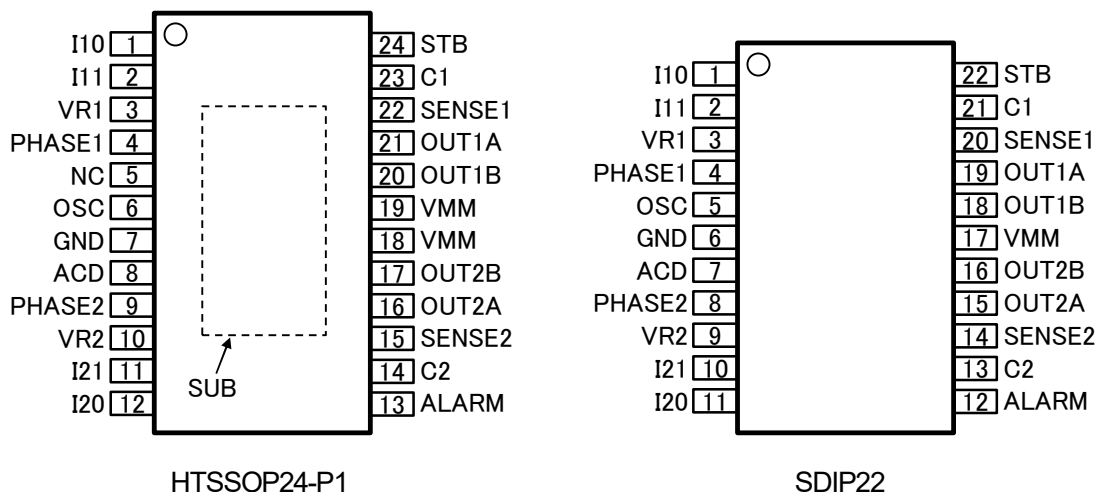 I10 1
I11 2
VR1 3
PHASE1 4
NC 5
OSC 6
GND 7
ACD 8
PHASE2 9
VR2 10
I21 11
I20 12
24 STB
23 C1
22 SENSE1
21 OUT1A
20 OUT1B
19 VMM
18 VMM
17 OUT2B
16 OUT2A
15 SENSE2
14 C2
13 ALARM
SUB
HTSSOP24-P1
I10 1
I11 2
VR1 3
PHASE1 4
OSC 5
GND 6
ACD 7
PHASE2 8
VR2 9
I21 10
I20 11
22 STB
21 C1
20 SENSE1
19 OUT1A
18 OUT1B
17 VMM
16 OUT2B
15 OUT2A
14 SENSE2
13 C2
12 ALARM
SDIP22